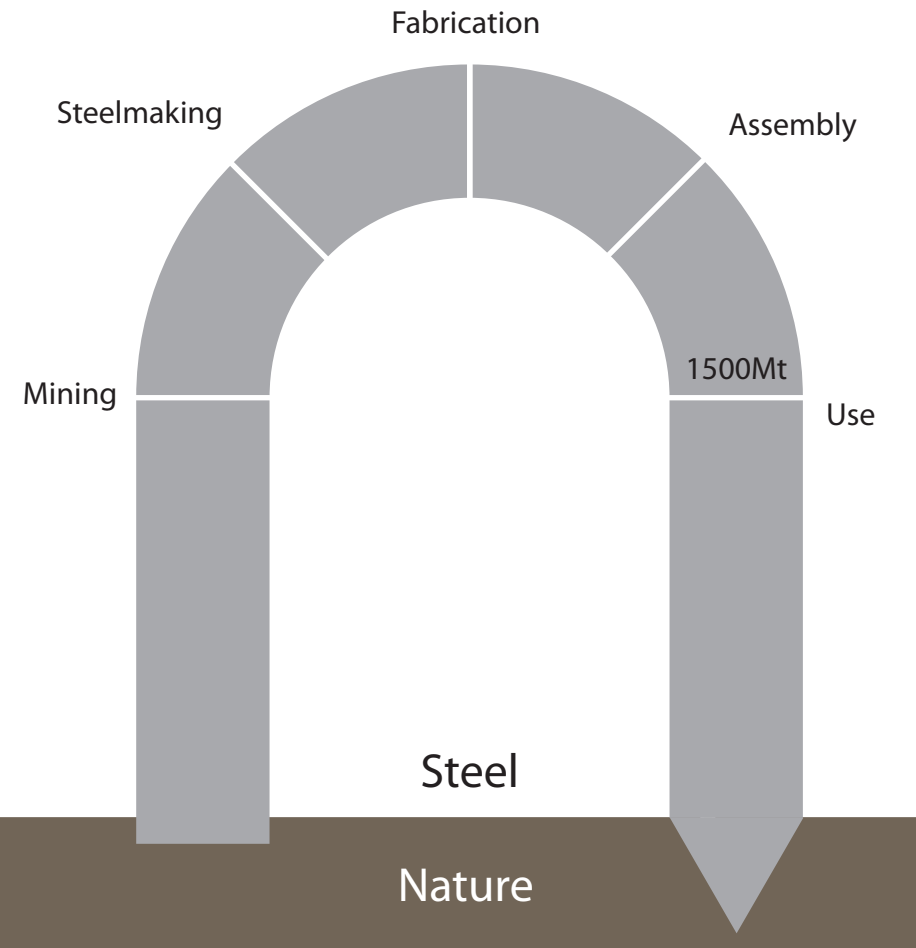 Fabrication
Steelmaking
Assembly
1500Mt
Mining
Use
Steel
Nature